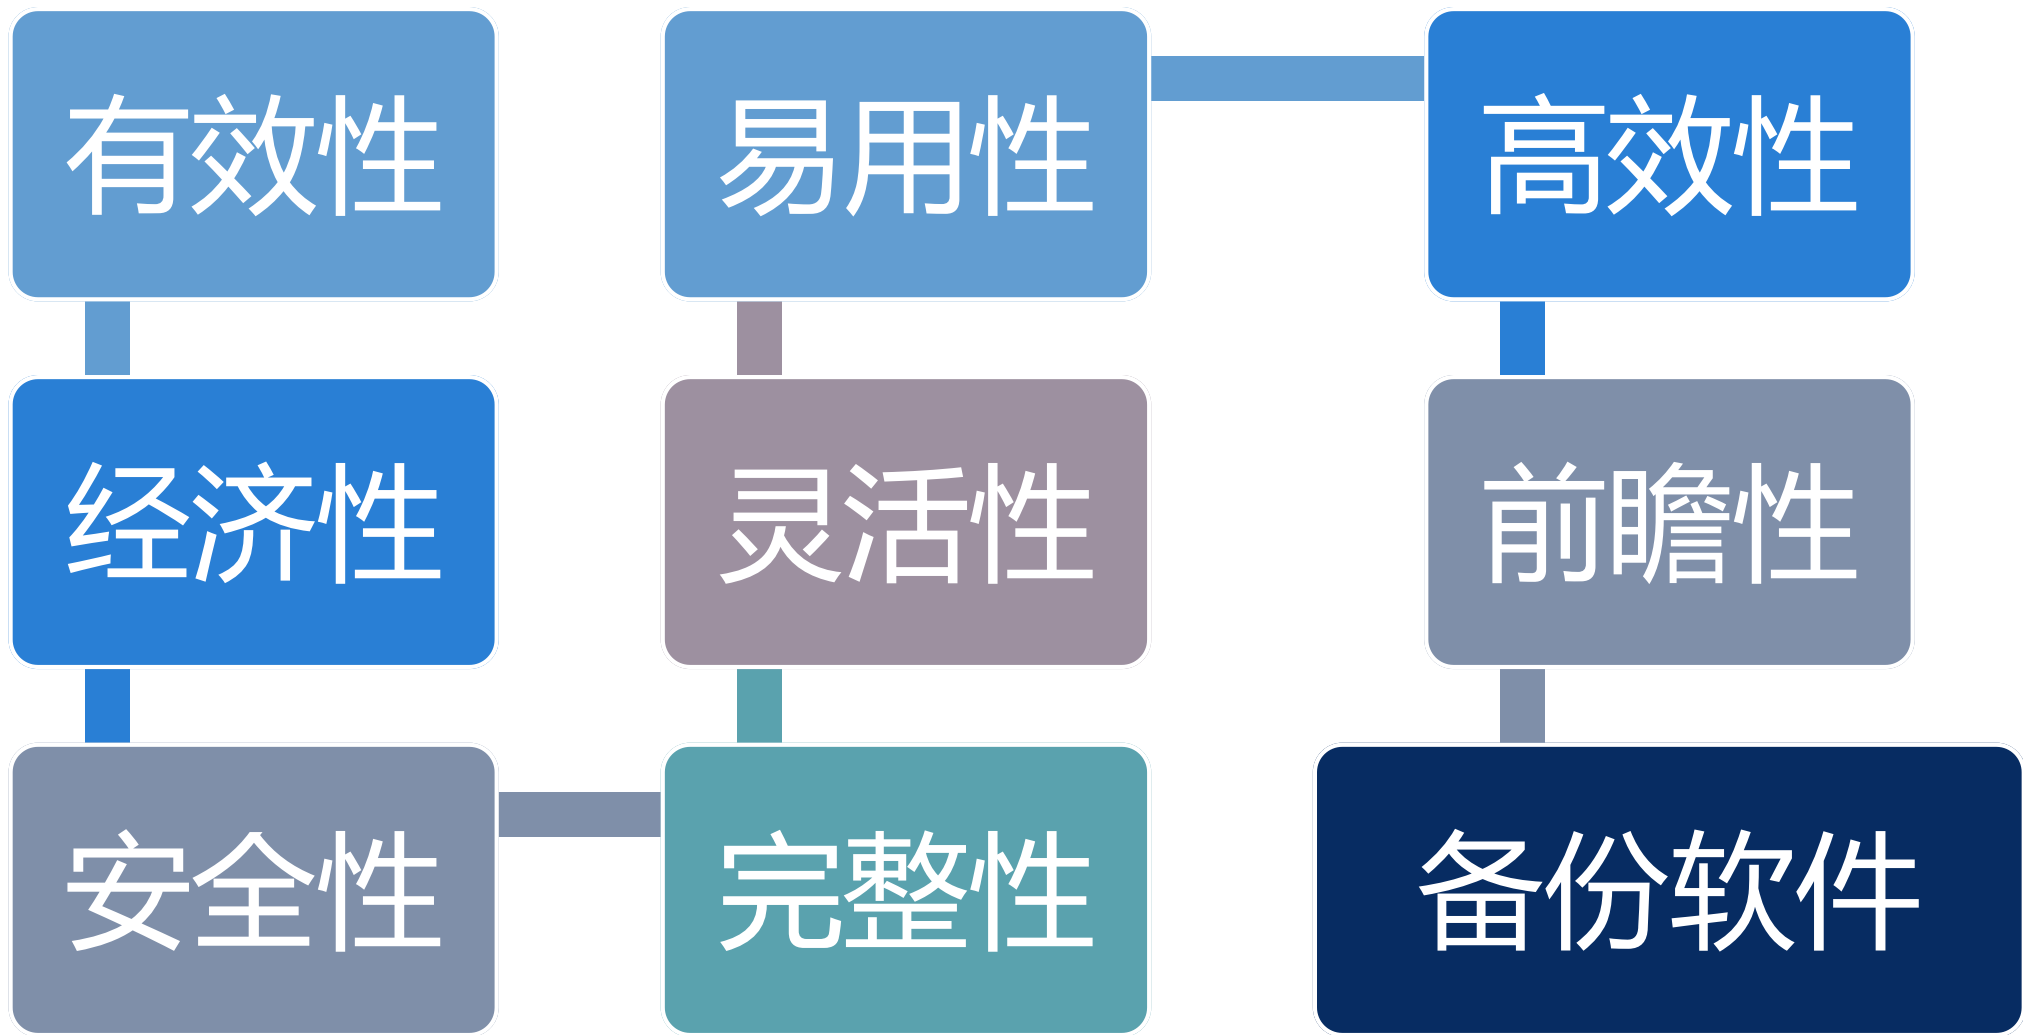 有效性
经济性
安全性
完整性
灵活性
易用性
高效性
前瞻性
备份软件